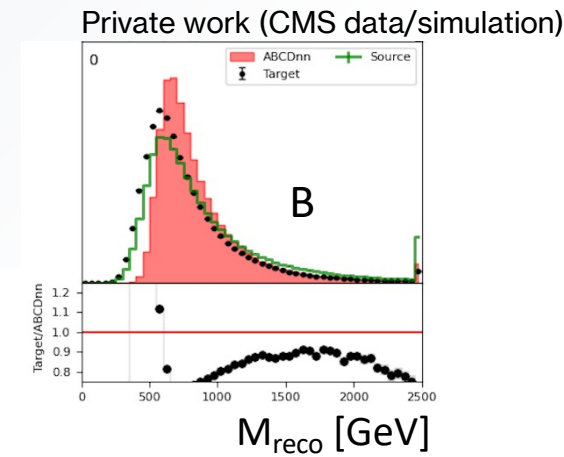 Private work (CMS data/simulation)
0
ABCDnn
Source
Target
B
1.2
1.1
1.0
0.9
0.8
Target/ABCDnn
0 500 1000 1500 2000 2500
Mreco [GeV]